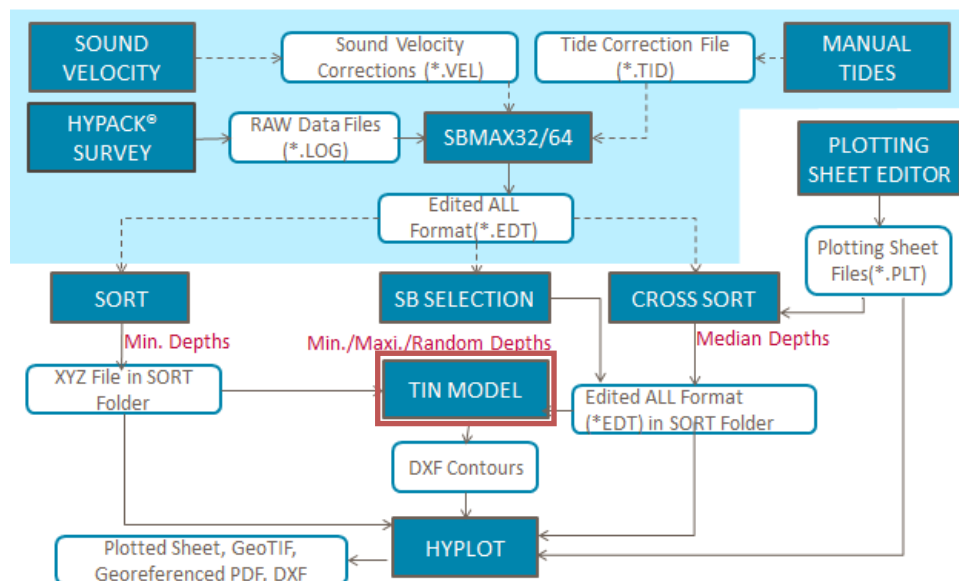 SOUND
VELOCITY
Sound Velocity
Corrections (*.VEL)
Tide Correction File
(*.TID)
MANUAL
TIDES
HYPACK®
SURVEY
RAW Data Files
(*.LOG)
SBMAX32/64
PLOTTING
SHEET EDITOR
Edited ALL
Format(*.EDT)
Plotting Sheet
Files(*.PLT)
SORT
SB SELECTION
CROSS SORT
Min. Depths
Min./Maxi./Random Depths
Median Depths
XYZ File in SORT
Folder
TIN MODEL
Edited ALL Format
(*EDT) in SORT Folder
DXF Contours
HYPLOT
Plotted Sheet, GeoTIF,
Georeferenced PDF, DXF